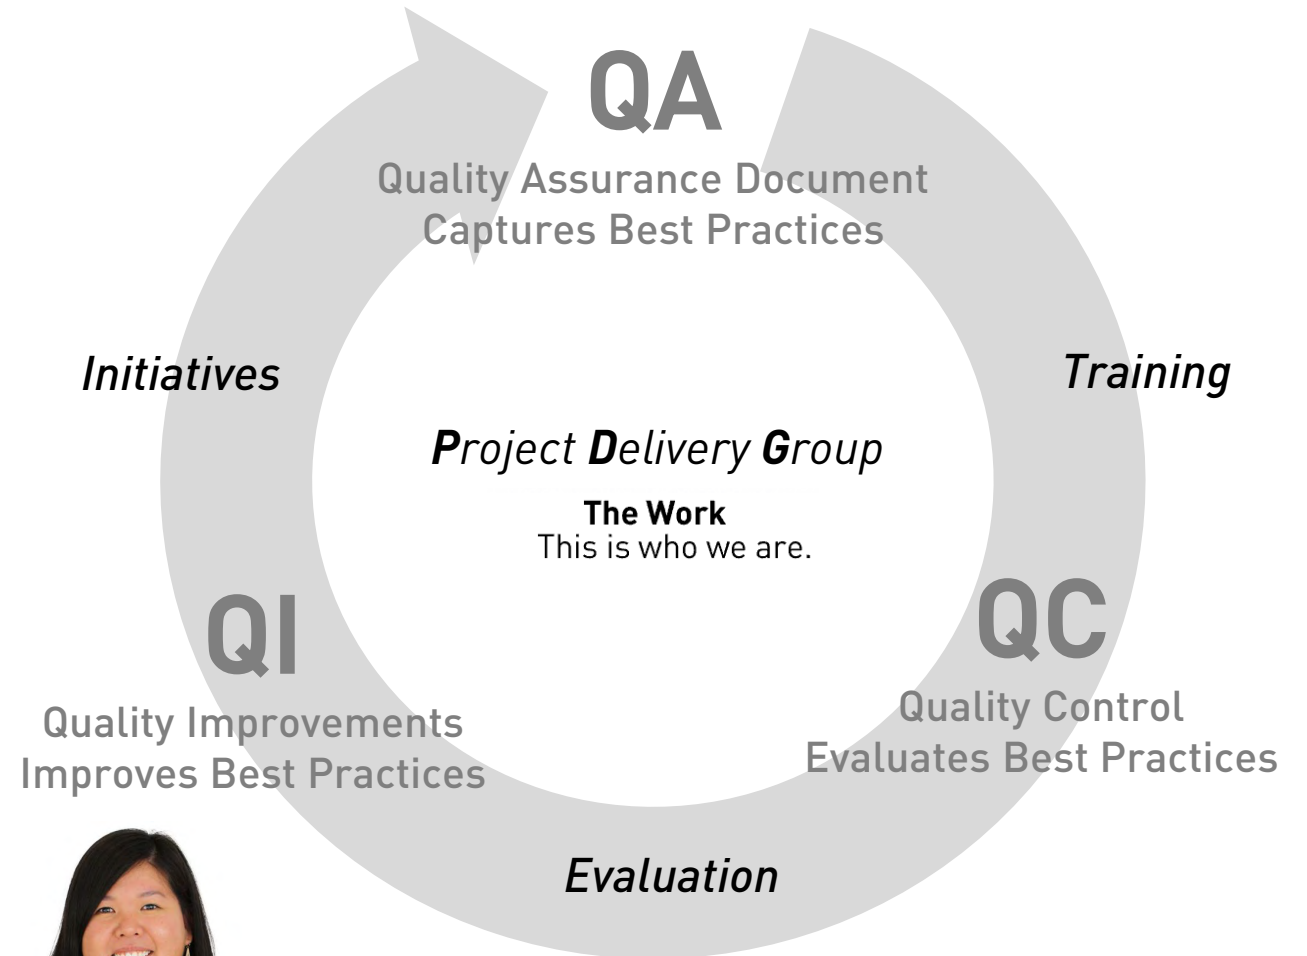 QA
Quality Assurance Document
Captures Best Practices
Initiatives
Training
Project Delivery Group
The Work
This is who we are.
QI
QC
Quality Improvements
Improves Best Practices
Quality Control
Evaluates Best Practices
Evaluation